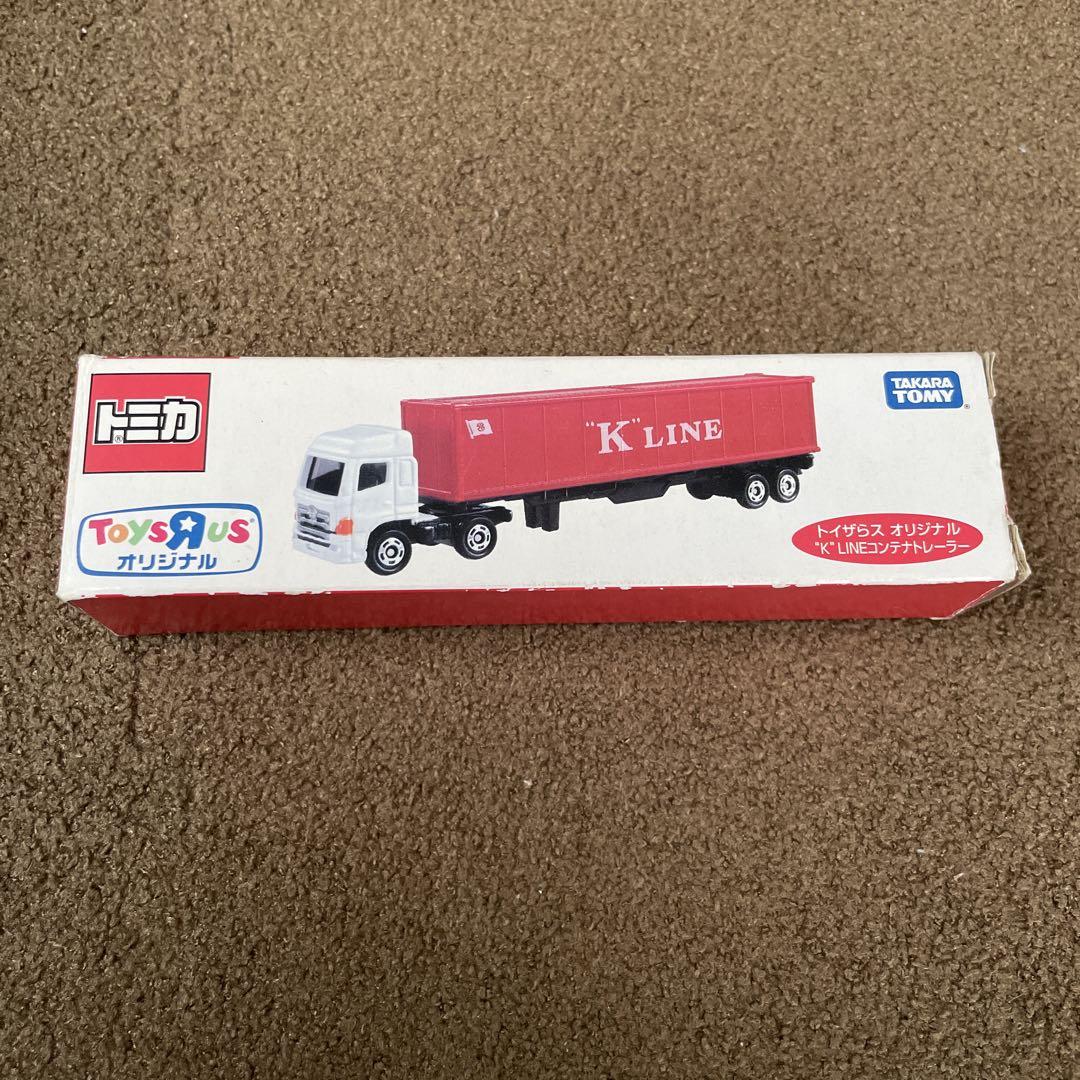 トミカ
®
TOYS"R"US®
オリジナル
"K" LINE
TAKARA
TOMY®
トイザらス オリジナル
"K" LINEコンテナトレーラー